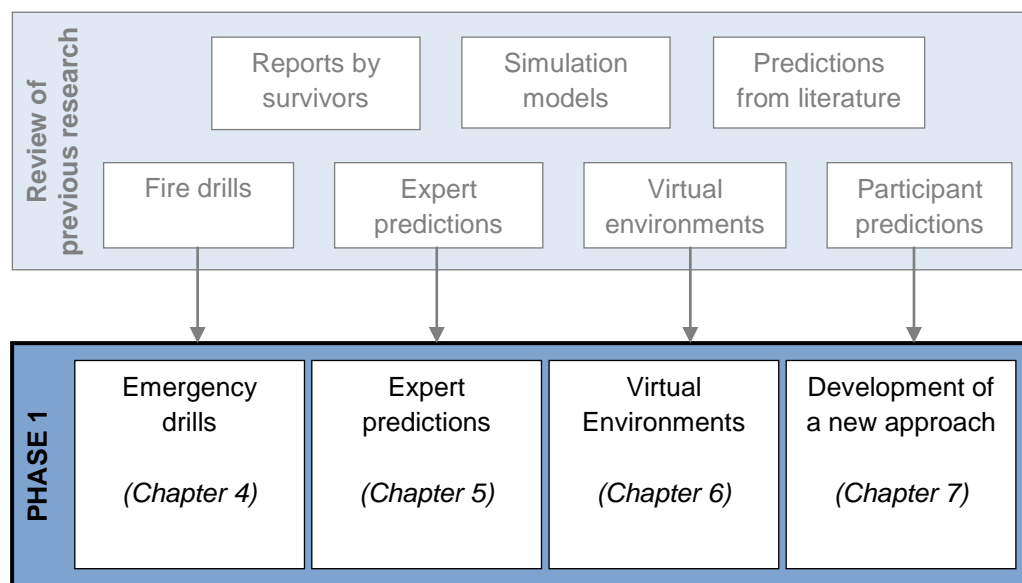 Review of
previous research
Reports by
survivors
Simulation
models
Predictions
from literature
Fire drills
Expert
predictions
Virtual
environments
Participant
predictions
PHASE 1
Emergency
drills
(Chapter 4)
Expert
predictions
(Chapter 5)
Virtual
Environments
(Chapter 6)
Development of
a new approach
(Chapter 7)